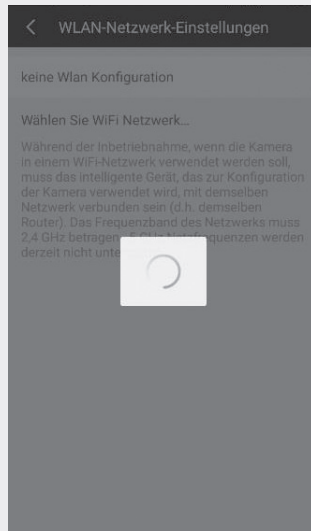 WLAN-Netzwerk-Einstellungen
keine Wlan Konfiguration
Wählen Sie WiFi Netzwerk...
Während der Inbetriebnahme, wenn die Kamera
in einem WiFi-Netzwerk verwendet werden soll,
muss das intelligente Gerät, das zur Konfiguration
der Kamera verwendet wird, mit demselben
Netzwerk verbunden sein (d.h. demselben
Router). Das Frequenzband des Netzwerks muss
2,4 GHz betragen
derzeit nicht